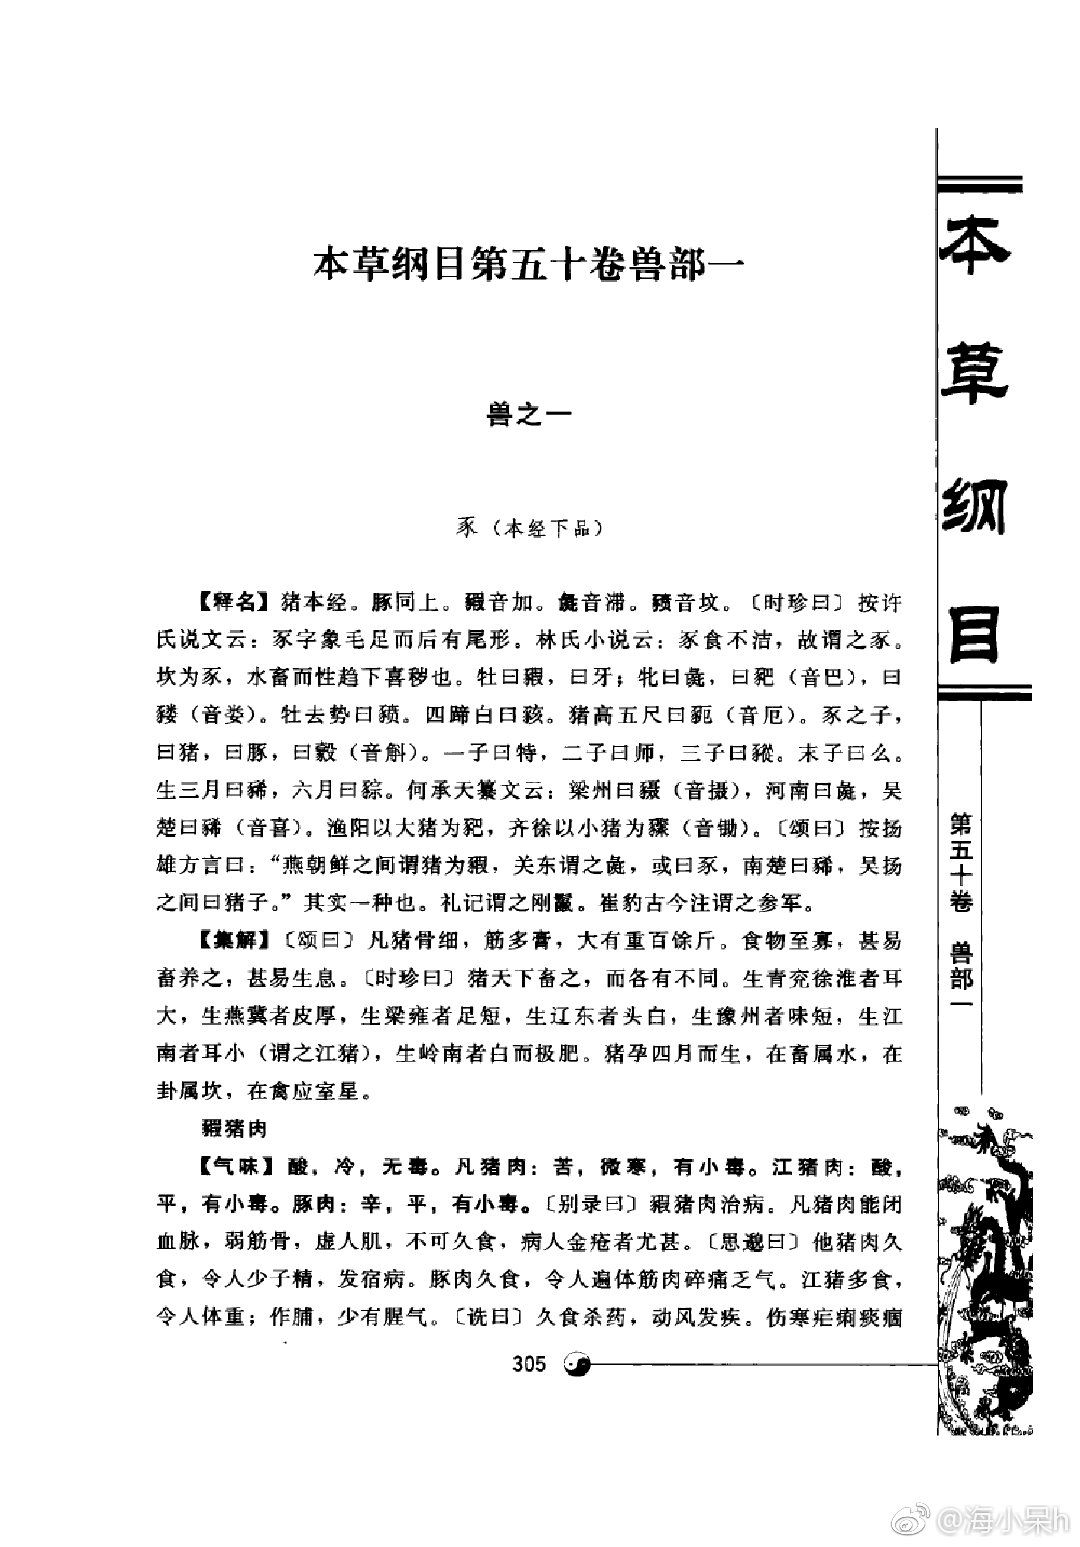 本草纲目第五十卷兽部一
兽之一
豕（本经下品）
【释名】猪本经。豚同上。豭音加。彘音滞。豮音坟。〔时珍曰〕按许
氏说文云：豕字象毛足而后有尾形。林氏小说云：豕食不洁，故谓之豕。
坎为豕，水畜而性趋下喜秽也。牡曰豭，曰牙；牝曰彘，曰豝（音巴），曰
䝏（音娄）。牡去势曰豮。四蹄白曰豥。猪高五尺曰豟（音厄）。豕之子，
曰猪，曰豚，曰豰（音斛）。一子曰特，二子曰师，三子曰豵。末子曰么。
生三月曰豯，六月曰豵。何承天纂文云：梁州曰䝕（音摄），河南曰彘，吴
楚曰豨（音喜）。渔阳以大猪为豝，齐徐以小猪为（音锄）。〔颂曰〕按扬
雄方言曰：“燕朝鲜之间谓猪为豭，关东谓之彘，或曰豕，南楚曰豨，吴扬
之间曰猪子。”其实一种也。礼记谓之刚鬣。崔豹古今注谓之参军。
【集解】〔颂曰〕凡猪骨细，筋多膏，大有重百馀斤。食物至寡，甚易
畜养之，甚易生息。〔时珍曰〕猪天下畜之，而各有不同。生青兖徐淮者耳
大，生燕冀者皮厚，生梁雍者足短，生辽东者头白，生豫州者味短，生江
南者耳小（谓之江猪），生岭南者白而极肥。猪孕四月而生，在畜属水，在
卦属坎，在禽应室星。
豭猪肉
【气味】酸，冷，无毒。凡猪肉：苦，微寒，有小毒。江猪肉：酸，
平，有小毒。豚肉：辛，平，有小毒。〔别录曰〕豭猪肉治病。凡猪肉能闭
血脉，弱筋骨，虚人肌，不可久食，病人金疮者尤甚。〔思邈曰〕他猪肉久
食，令人少子精，发宿病。豚肉久食，令人遍体筋肉碎痛乏气。江猪多食，
令人体重；作脯，少有腥气。〔诜曰〕久食杀药，动风发疾。伤寒疟痢痰痼
305
本草纲目
第五十卷 兽部一
@海小呆h